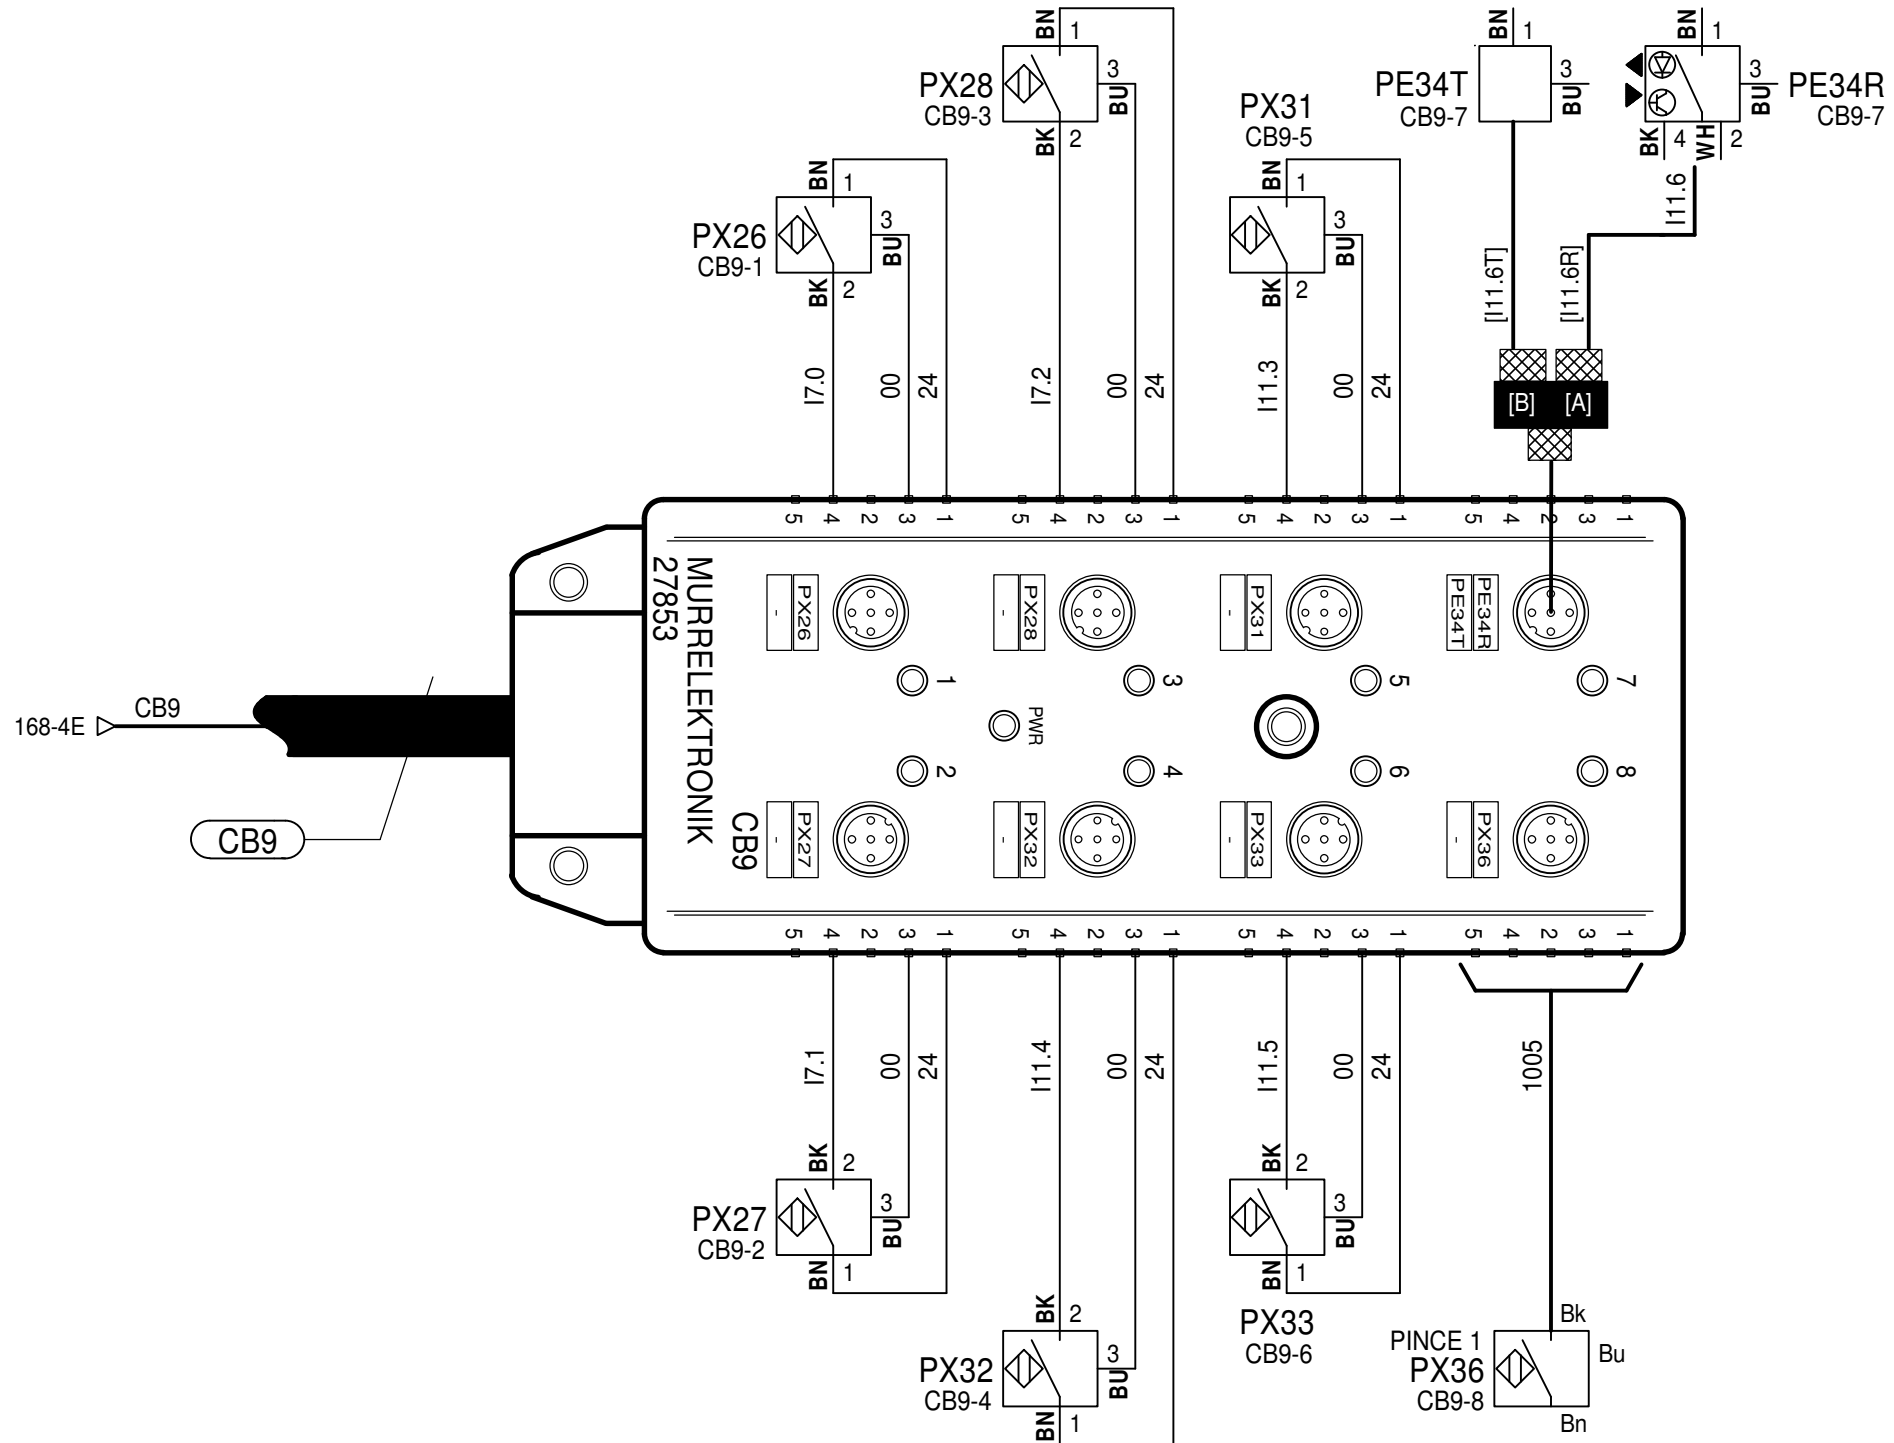 BN 1
PX28
CB9-3
3
BU
BK 2
BN 1
PE34T
CB9-7
3
BU
BN 1
3
BU
PE34R
CB9-7
BK 4 WH 2
PX31
CB9-5
BN 1
3
BU
BK 2
BN 1
PX26
CB9-1
3
BU
BK 2
I11.6
[I11.6T]
[I11.6R]
I7.0
00
24
I7.2
00
24
I11.3
00
24
[B] [A]
5 4 2 3 1
5 4 2 3 1
5 4 2 3 1
5 4 2 3 1
MURRELEKTRONIK
27853
PX26
-
PX28
-
PX31
-
PE34R
PE34T
1
3
5
7
PWR
168-4E
CB9
CB9
2
4
6
8
CB9
PX27
-
PX32
-
PX33
-
PX36
-
5 4 2 3 1
5 4 2 3 1
5 4 2 3 1
5 4 2 3 1
I7.1
00
24
I11.4
00
24
I11.5
00
24
1005
BK 2
PX27
CB9-2
3
BU
BN 1
BK 2
3
BU
BN 1
PX33
CB9-6
BK 2
PX32
CB9-4
3
BU
BN 1
PINCE 1
PX36
CB9-8
Bk
Bu
Bn